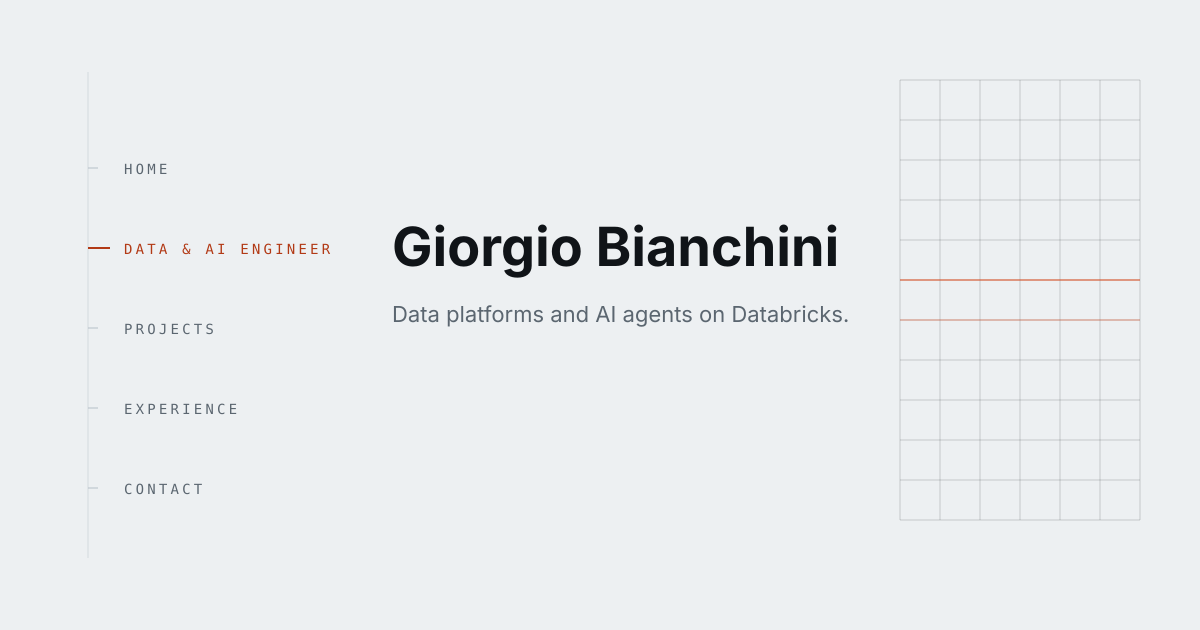 HOME
DATA & AI ENGINEER
PROJECTS
EXPERIENCE
CONTACT
Giorgio Bianchini
Data platforms and AI agents on Databricks.